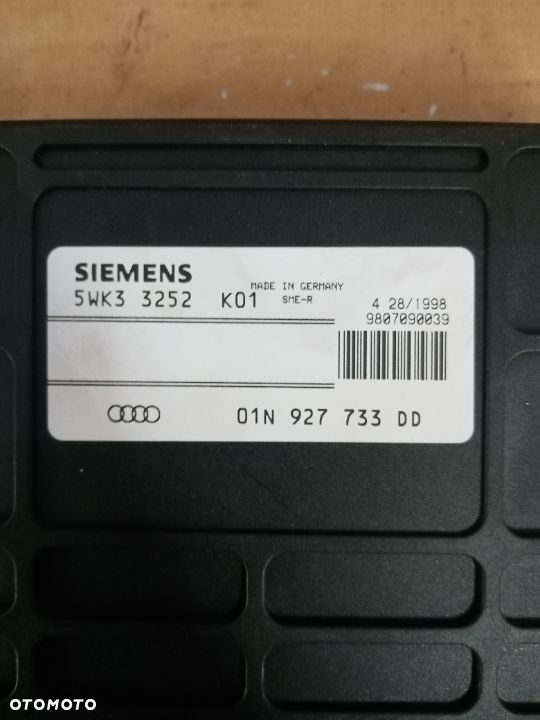 SIEMENS
MADE IN GERMANY
5WK3 3252 K01 SME-R 4 28/1998
9807090039
01N 927 733 DD
OTOMOTO